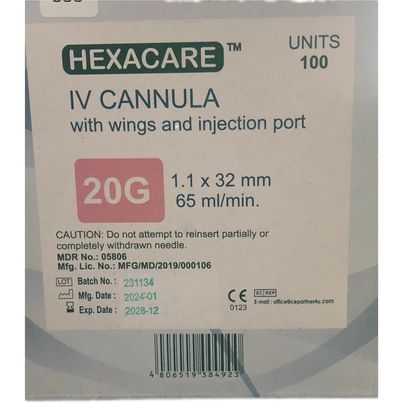 HEXACARE™
UNITS
100
IV CANNULA
with wings and injection port
20G
1.1 x 32 mm
65 ml/min.
CAUTION: Do not attempt to reinsert partially or
completely withdrawn needle.
MDR No.: 05806
Mfg. Lic. No.: MFG/MD/2019/000106
LOT Batch No.: 231134
Mfg. Date: 2024-01
Exp. Date: 2028-12
CE
0123
EC REP
E-mail : office@cepartner4u.com
4 806519 384923